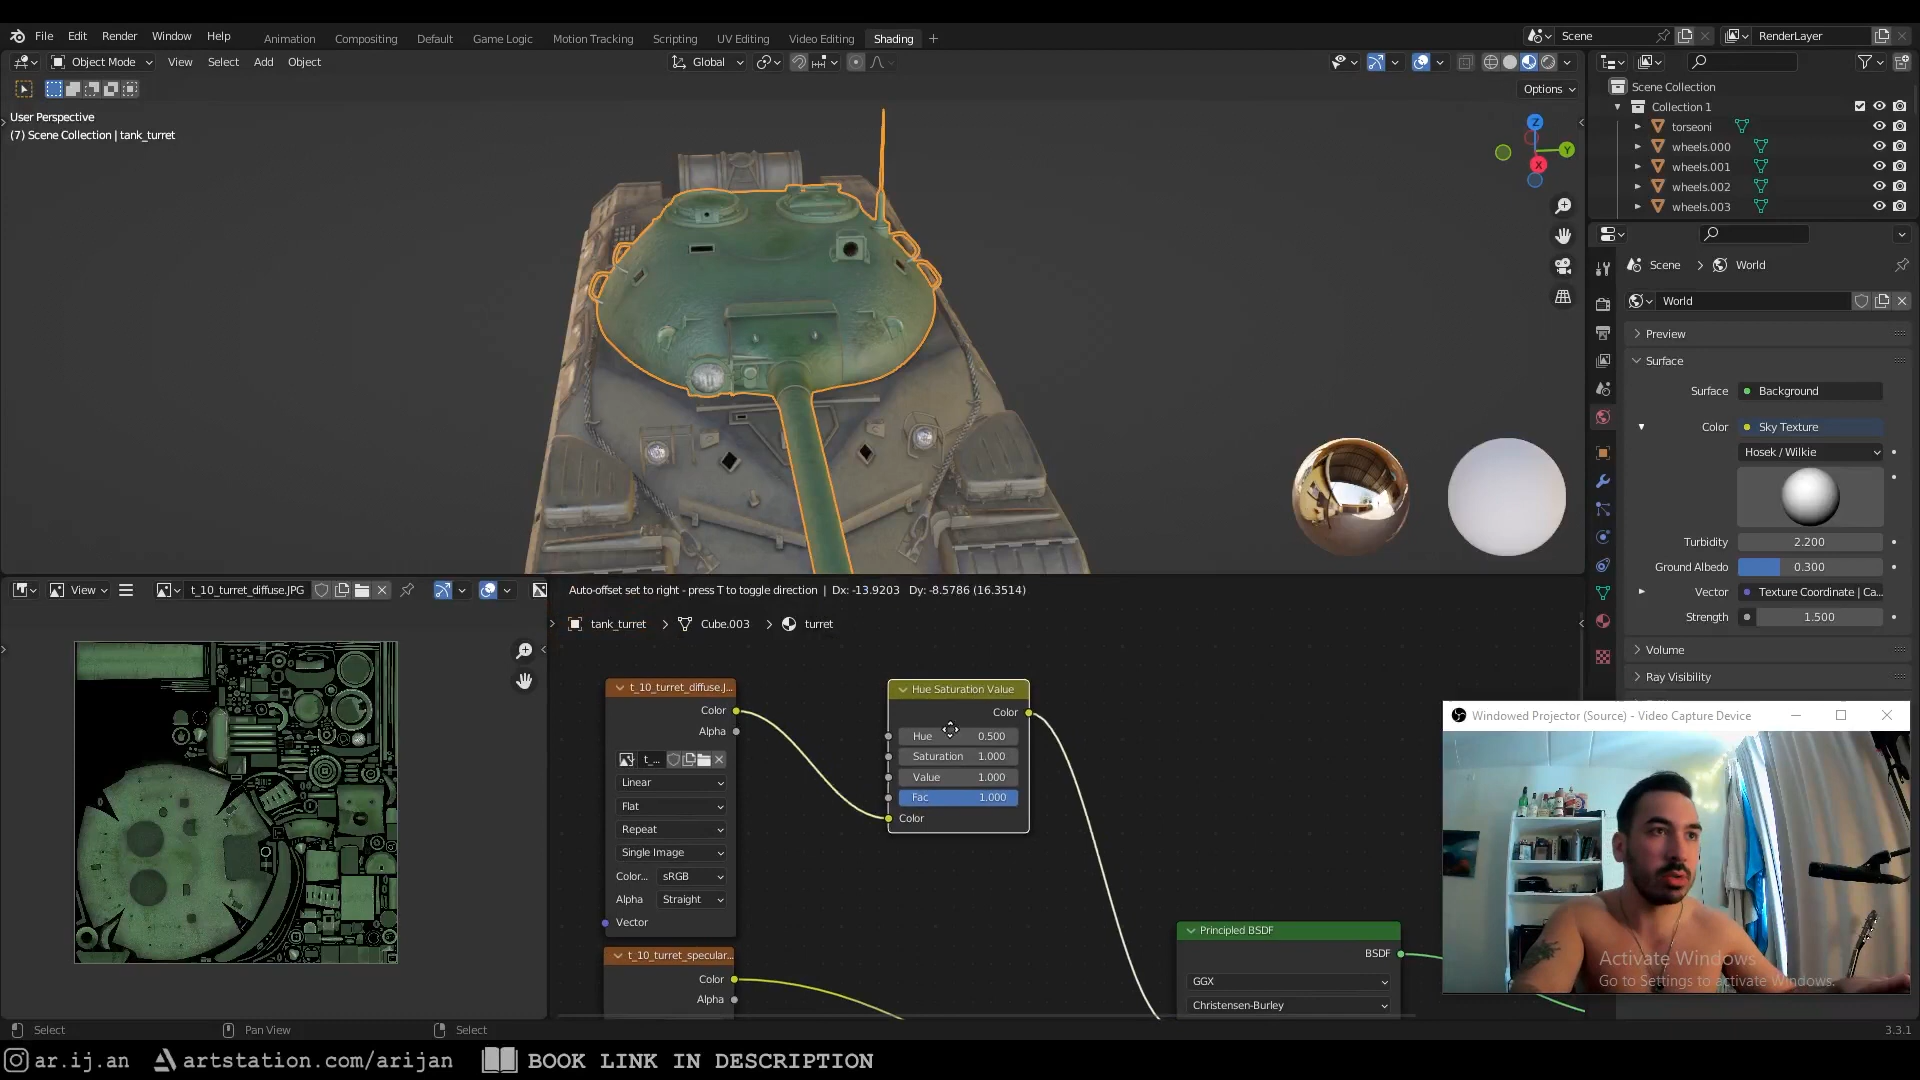 File Edit Render Window Help Animation Compositing Default Game Logic Motion Tracking Scripting UV Editing Video Editing Shading + Scene RenderLayer
Object Mode View Select Add Object Global
Options
User Perspective
(7) Scene Collection | tank_turret
Z
Y
X
Scene Collection
Collection 1
torseoni
wheels.000
wheels.001
wheels.002
wheels.003
Scene > World
World
Preview
Surface
Surface Background
Color Sky Texture
Hosek / Wilkie
Turbidity 2.200
Ground Albedo 0.300
Vector Texture Coordinate | Ca...
Strength 1.500
Volume
Ray Visibility
View t_10_turret_diffuse.JPG
Auto-offset set to right - press T to toggle direction | Dx: -13.9203 Dy: -8.5786 (16.3514)
tank_turret > Cube.003 > turret
t_10_turret_diffuse.J...
Color
Alpha
t_...
Linear
Flat
Repeat
Single Image
Color... sRGB
Alpha Straight
Vector
t_10_turret_specular...
Color
Alpha
Hue Saturation Value
Color
Hue 0.500
Saturation 1.000
Value 1.000
Fac 1.000
Color
Principled BSDF
BSDF
GGX
Christensen-Burley
Windowed Projector (Source) - Video Capture Device
Activate Windows
Go to Settings to activate Windows.
Select Pan View Select 3.3.1
ar.ij.an artstation.com/arijan BOOK LINK IN DESCRIPTION